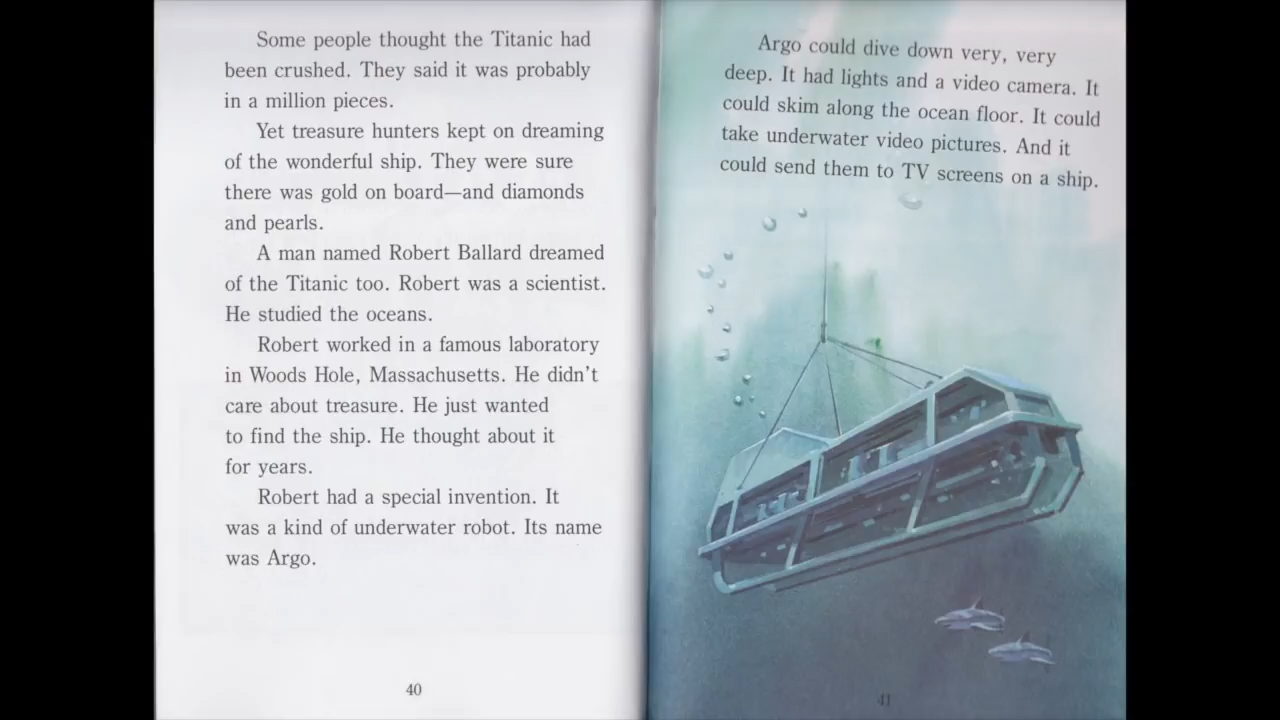 Some people thought the Titanic had
been crushed. They said it was probably
in a million pieces.
Yet treasure hunters kept on dreaming
of the wonderful ship. They were sure
there was gold on board—and diamonds
and pearls.
A man named Robert Ballard dreamed
of the Titanic too. Robert was a scientist.
He studied the oceans.
Robert worked in a famous laboratory
in Woods Hole, Massachusetts. He didn't
care about treasure. He just wanted
to find the ship. He thought about it
for years.
Robert had a special invention. It
was a kind of underwater robot. Its name
was Argo.
40
Argo could dive down very, very
deep. It had lights and a video camera. It
could skim along the ocean floor. It could
take underwater video pictures. And it
could send them to TV screens on a ship.
41